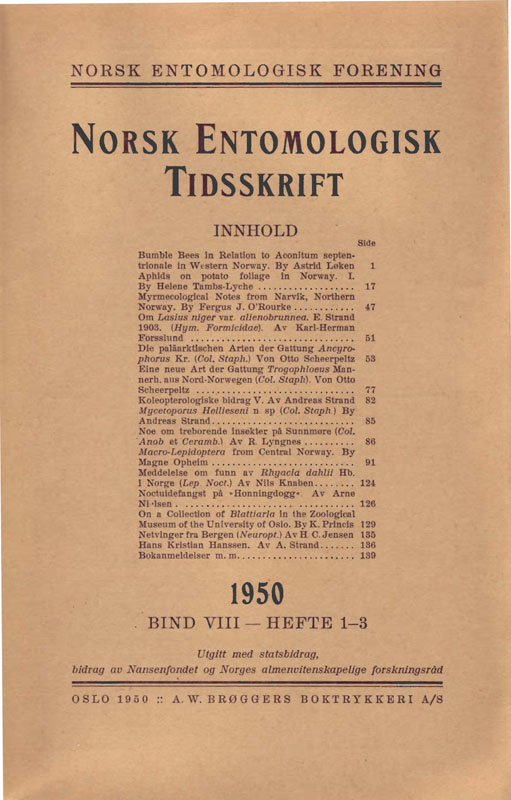 NORSK ENTOMOLOGISK FORENING
NORSK ENTOMOLOGISK
TIDSSKRIFT
INNHOLD
Side
Bumble Bees in Relation to Aconitum septen-
trionale in Western Norway. By Astrid Løken 1
Aphids on potato foliage in Norway. I.
By Helene Tambs-Lyche ................... 17
Myrmecological Notes from Narvik, Northern
Norway. By Fergus J. O'Rourke ............ 47
Om Lasius niger var. alienobrunnea. E. Strand
1903. (Hym. Formicidae). Av Karl-Herman
Forsslund ................................ 51
Die paläarktischen Arten der Gattung Ancyro-
phorus Kr. (Col. Staph.) Von Otto Scheerpeltz 53
Eine neue Art der Gattung Trogophloeus Man-
nerh. aus Nord-Norwegen (Col. Staph). Von Otto
Scheerpeltz ............................... 77
Koleopterologiske bidrag V. Av Andreas Strand 82
Mycetoporus Hellieseni n. sp (Col. Staph.) By
Andreas Strand ............................ 85
Noe om treborende insekter på Sunnmøre (Col.
Anob et Ceramb.) Av R. Lyngnes .......... 86
Macro-Lepidoptera from Central Norway. By
Magne Opheim ............................. 91
Meddelelse om funn av Rhyacia dahlii Hb.
i Norge (Lep. Noct.) Av Nils Knaben ........ 124
Noctuidefangst på «Honningdogg». Av Arne
Ni lsen .................................. 126
On a Collection of Blattiaria in the Zoological
Museum of the University of Oslo. By K. Princis 129
Netvinger fra Bergen (Neuropt.) Av H C. Jensen 135
Hans Kristian Hanssen. Av A. Strand ....... 136
Bokanmeldelser m. m. ...................... 139
1950
BIND VIII — HEFTE 1–3
Utgitt med statsbidrag,
bidrag av Nansenfondet og Norges almenvitenskapelige forskningsråd
OSLO 1950 :: A. W. BRØGGERS BOKTRYKKERI A/S